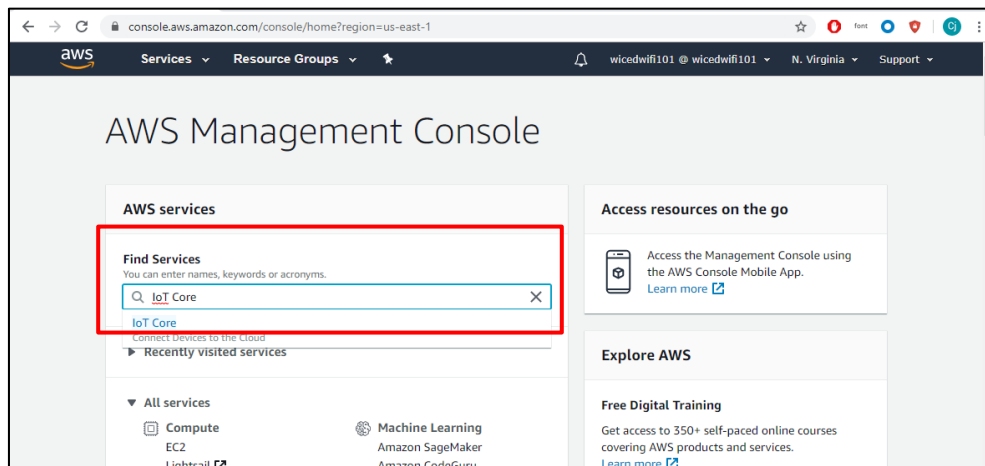 console.aws.amazon.com/console/home?region=us-east-1
font
Cj
aws
Services
Resource Groups
wicedwifi101 @ wicedwifi101
N. Virginia
Support
AWS Management Console
AWS services
Find Services
You can enter names, keywords or acronyms.
IoT Core
IoT Core
Connect Devices to the Cloud
Recently visited services
All services
Compute
EC2
Lightsail
Machine Learning
Amazon SageMaker
Amazon CodeGuru
Access resources on the go
Access the Management Console using
the AWS Console Mobile App.
Learn more
Explore AWS
Free Digital Training
Get access to 350+ self-paced online courses
covering AWS products and services.
Learn more